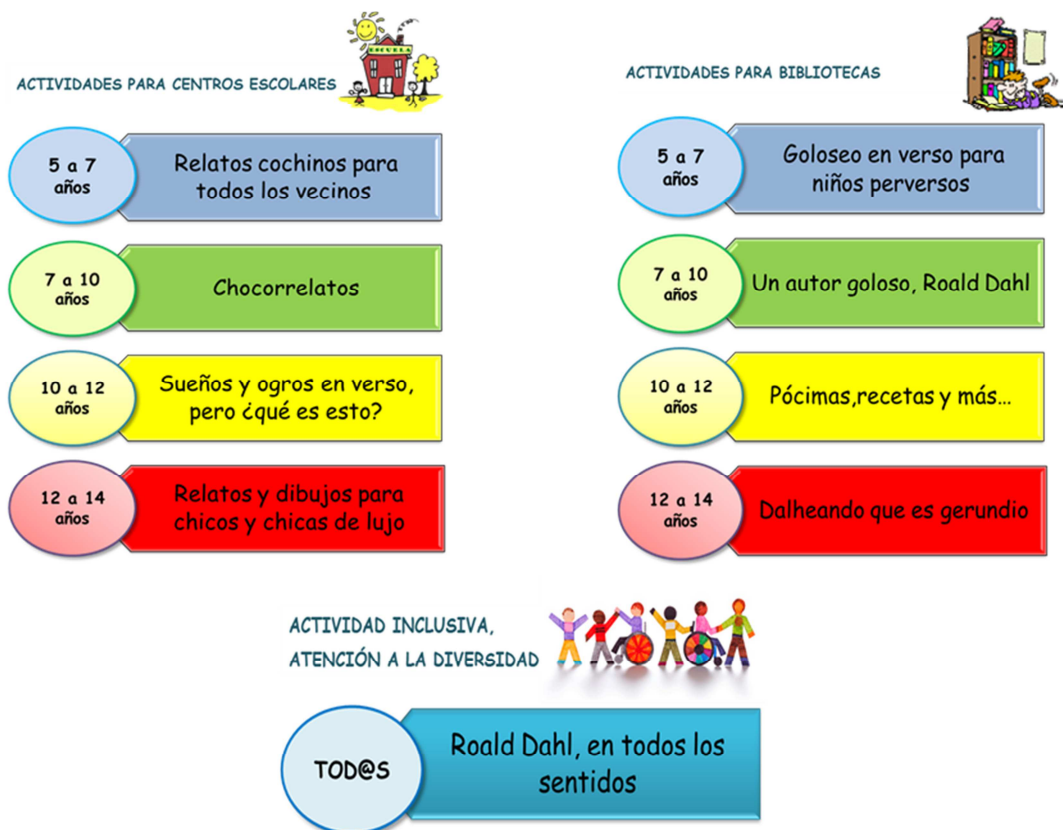 ACTIVIDADES PARA CENTROS ESCOLARES
ESCUELA
5 a 7
años
Relatos cochinos para
todos los vecinos
7 a 10
años
Chocorrelatos
10 a 12
años
Sueños y ogros en verso,
pero ¿qué es esto?
12 a 14
años
Relatos y dibujos para
chicos y chicas de lujo
ACTIVIDADES PARA BIBLIOTECAS
5 a 7
años
Goloseo en verso para
niños perversos
7 a 10
años
Un autor goloso, Roald Dahl
10 a 12
años
Pócimas,recetas y más...
12 a 14
años
Dalheando que es gerundio
ACTIVIDAD INCLUSIVA,
ATENCIÓN A LA DIVERSIDAD
TOD@S
Roald Dahl, en todos los
sentidos